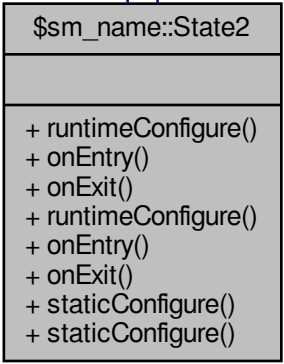 $sm_name::State2
+ runtimeConfigure()
+ onEntry()
+ onExit()
+ runtimeConfigure()
+ onEntry()
+ onExit()
+ staticConfigure()
+ staticConfigure()